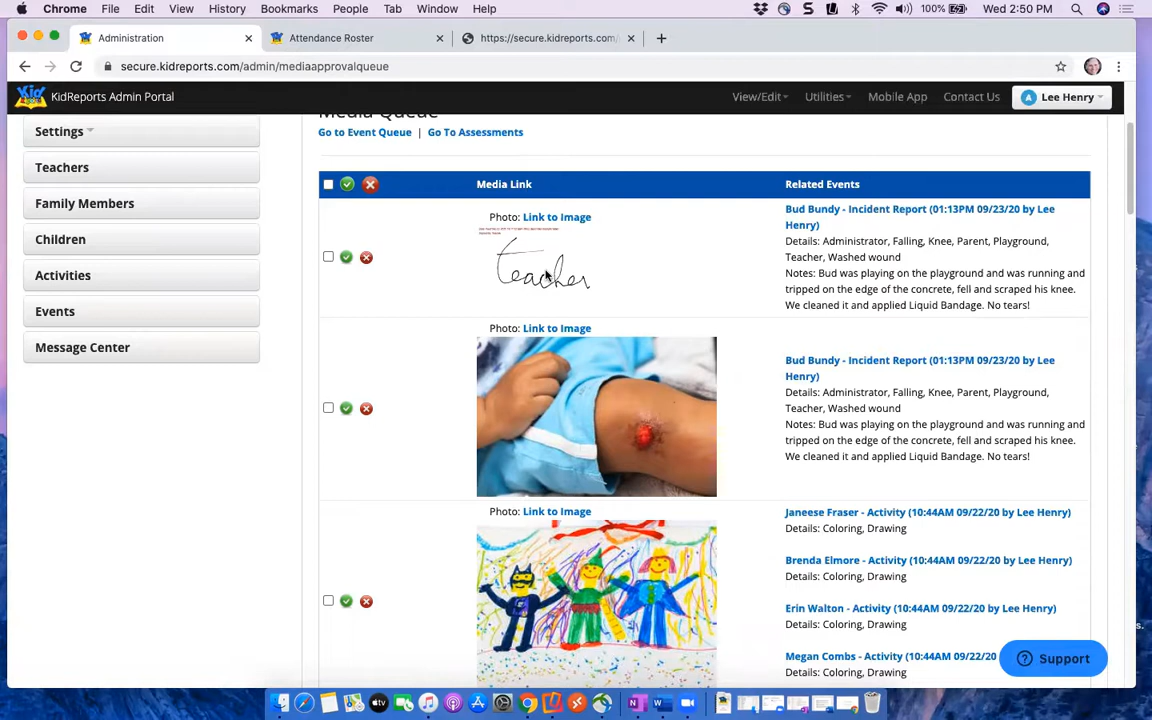 Chrome File Edit View History Bookmarks People Tab Window Help 100% Wed 2:50 PM
Administration Attendance Roster https://secure.kidreports.com/
secure.kidreports.com/admin/mediaapprovalqueue
KidReports Admin Portal View/Edit Utilities Mobile App Contact Us A Lee Henry
Settings
Teachers
Family Members
Children
Activities
Events
Message Center
Media Queue
Go to Event Queue | Go To Assessments
Media Link Related Events
Photo: Link to Image
teacher
Bud Bundy - Incident Report (01:13PM 09/23/20 by Lee
Henry)
Details: Administrator, Falling, Knee, Parent, Playground,
Teacher, Washed wound
Notes: Bud was playing on the playground and was running and
tripped on the edge of the concrete, fell and scraped his knee.
We cleaned it and applied Liquid Bandage. No tears!
Photo: Link to Image
Bud Bundy - Incident Report (01:13PM 09/23/20 by Lee
Henry)
Details: Administrator, Falling, Knee, Parent, Playground,
Teacher, Washed wound
Notes: Bud was playing on the playground and was running and
tripped on the edge of the concrete, fell and scraped his knee.
We cleaned it and applied Liquid Bandage. No tears!
Photo: Link to Image
Janeese Fraser - Activity (10:44AM 09/22/20 by Lee Henry)
Details: Coloring, Drawing
Brenda Elmore - Activity (10:44AM 09/22/20 by Lee Henry)
Details: Coloring, Drawing
Erin Walton - Activity (10:44AM 09/22/20 by Lee Henry)
Details: Coloring, Drawing
Megan Combs - Activity (10:44AM 09/22/20
Support